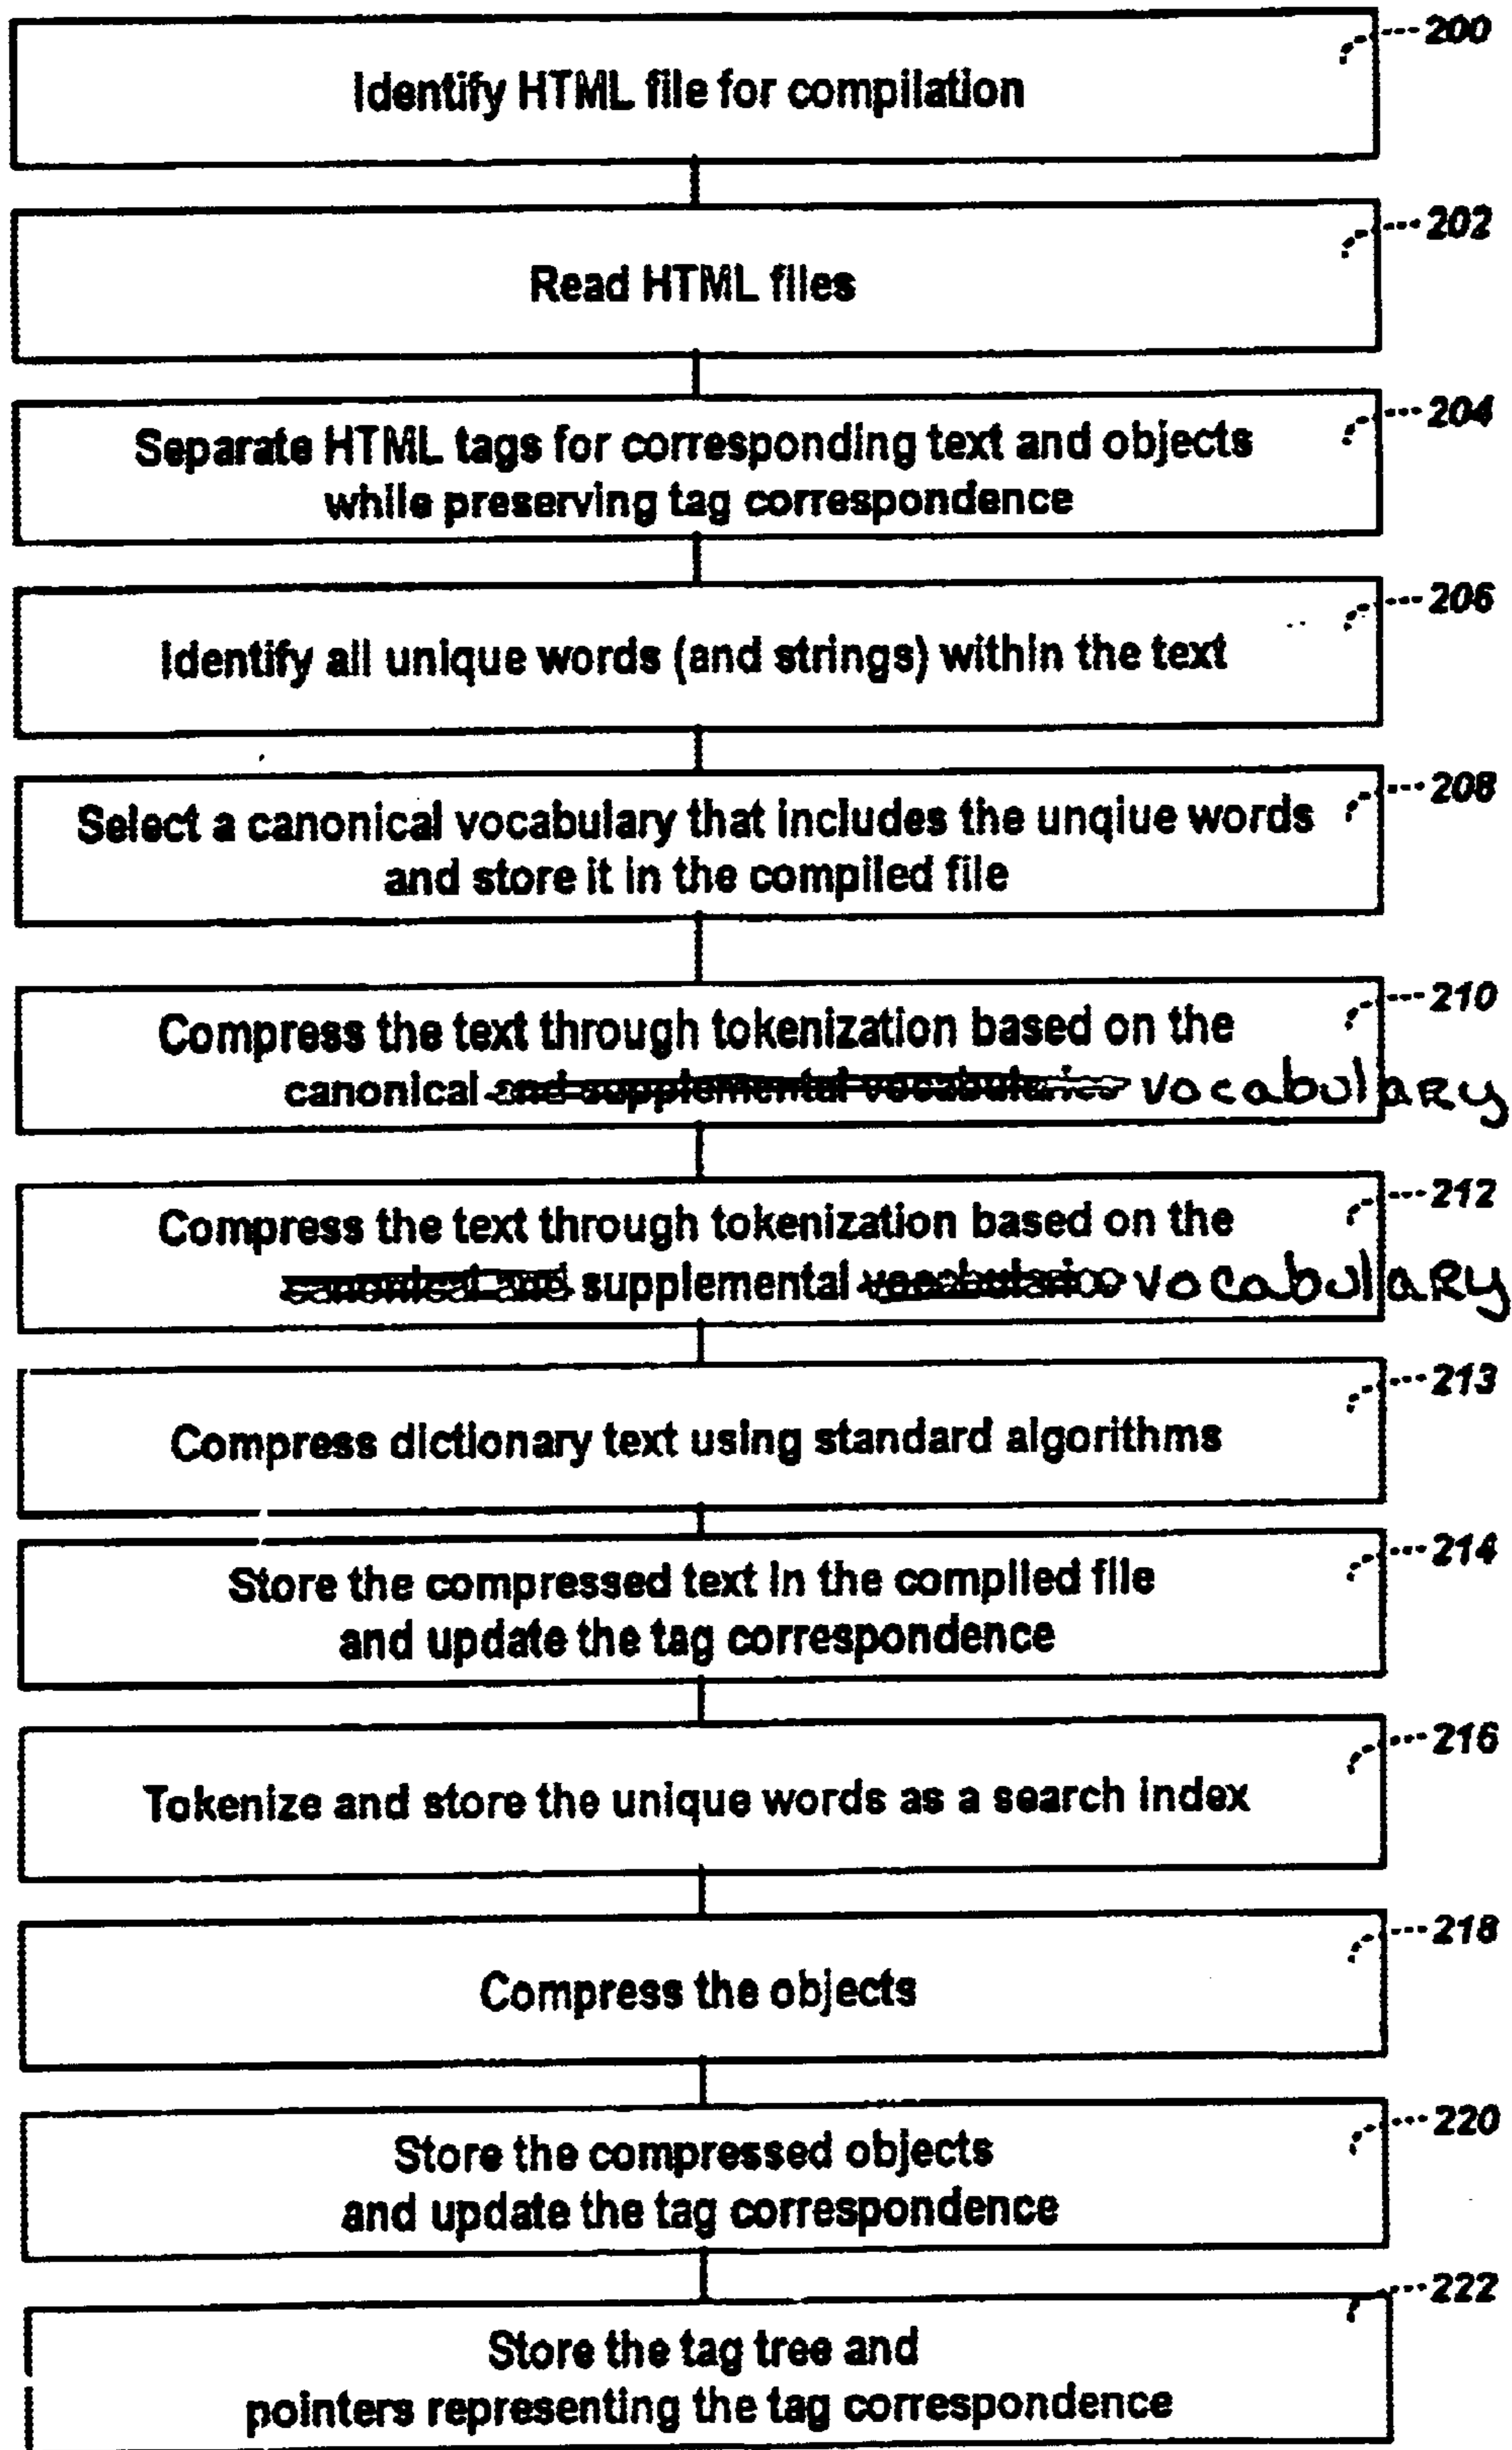 200
Identify HTML file for compilation
202
Read HTML files
204
Separate HTML tags for corresponding text and objects
while preserving tag correspondence
206
Identify all unique words (and strings) within the text
208
Select a canonical vocabulary that includes the unqiue words
and store it in the compiled file
210
Compress the text through tokenization based on the
canonical and supplemental vocabularies vocabulary
212
Compress the text through tokenization based on the
canonical and supplemental vocabularies vocabulary
213
Compress dictionary text using standard algorithms
214
Store the compressed text in the compiled file
and update the tag correspondence
216
Tokenize and store the unique words as a search index
218
Compress the objects
220
Store the compressed objects
and update the tag correspondence
222
Store the tag tree and
pointers representing the tag correspondence